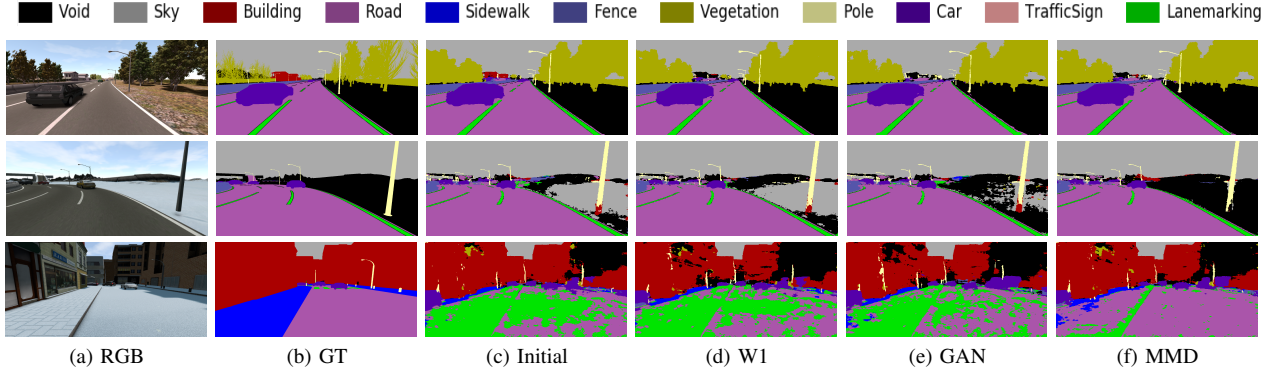 Void Sky Building Road Sidewalk Fence Vegetation Pole Car TrafficSign Lanemarking
(a) RGB (b) GT (c) Initial (d) W1 (e) GAN (f) MMD